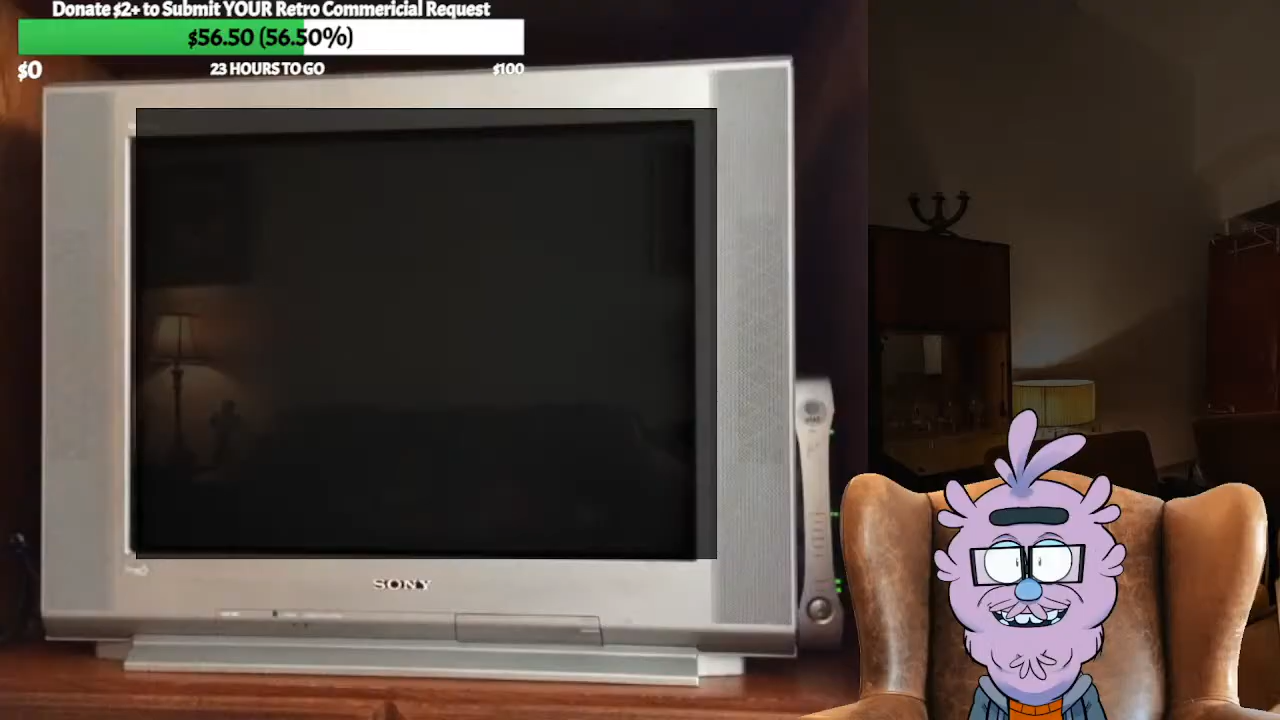 Donate $2+ to Submit YOUR Retro Commericial Request
$56.50 (56.50%)
$0 23 HOURS TO GO $100
SONY